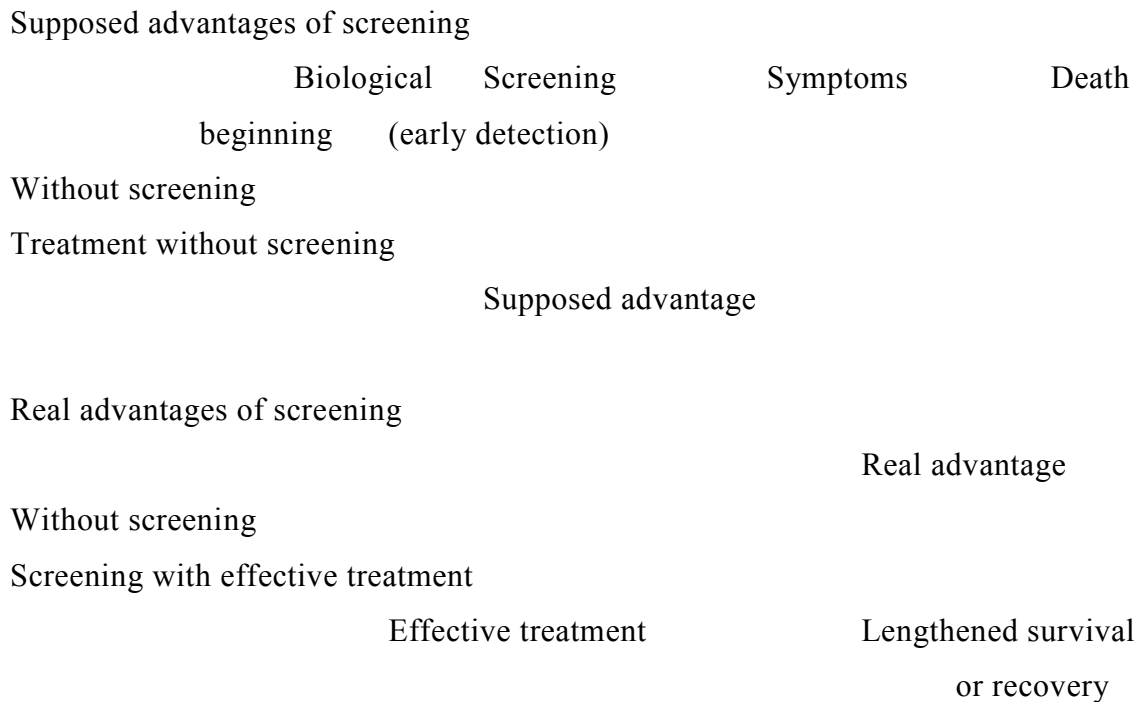 Supposed advantages of screening
Biological Screening Symptoms Death
beginning (early detection)
Without screening
Treatment without screening
Supposed advantage
Real advantages of screening
Real advantage
Without screening
Screening with effective treatment
Effective treatment Lengthened survival
or recovery